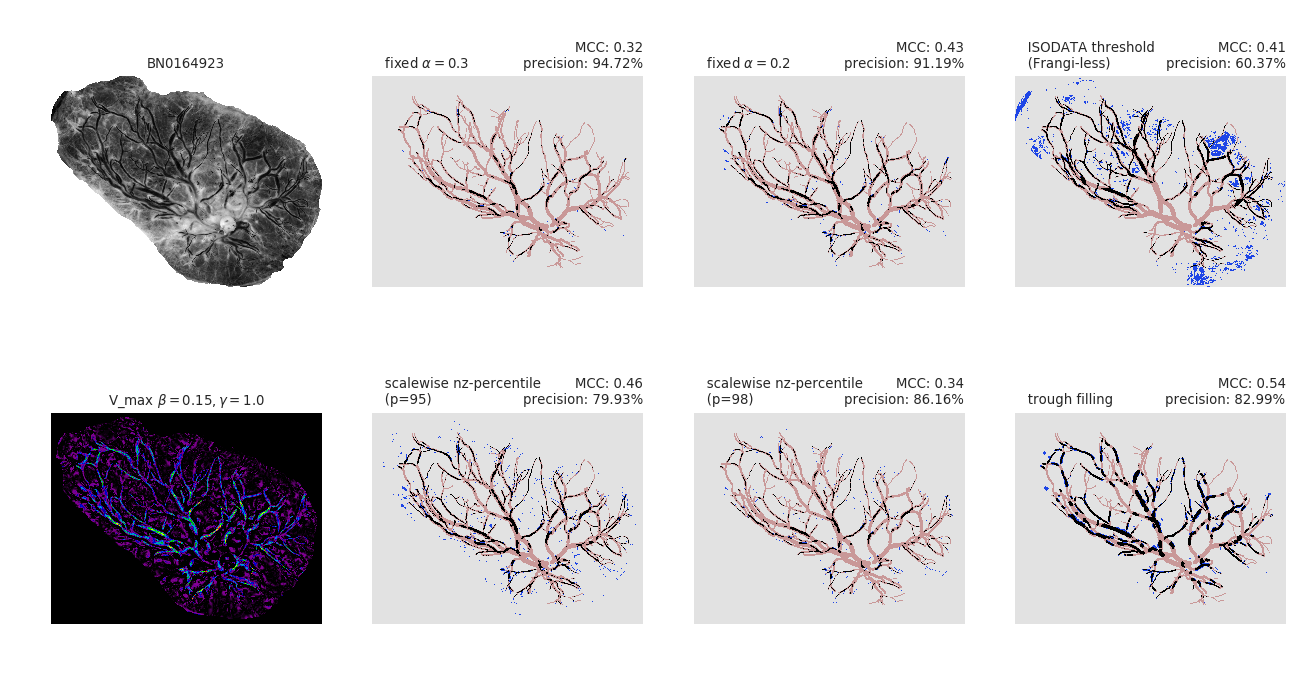 BN0164923
MCC: 0.32
fixed α = 0.3 precision: 94.72%
MCC: 0.43
fixed α = 0.2 precision: 91.19%
ISODATA threshold MCC: 0.41
(Frangi-less) precision: 60.37%
V_max β = 0.15, γ = 1.0
scalewise nz-percentile MCC: 0.46
(p=95) precision: 79.93%
scalewise nz-percentile MCC: 0.34
(p=98) precision: 86.16%
MCC: 0.54
trough filling precision: 82.99%